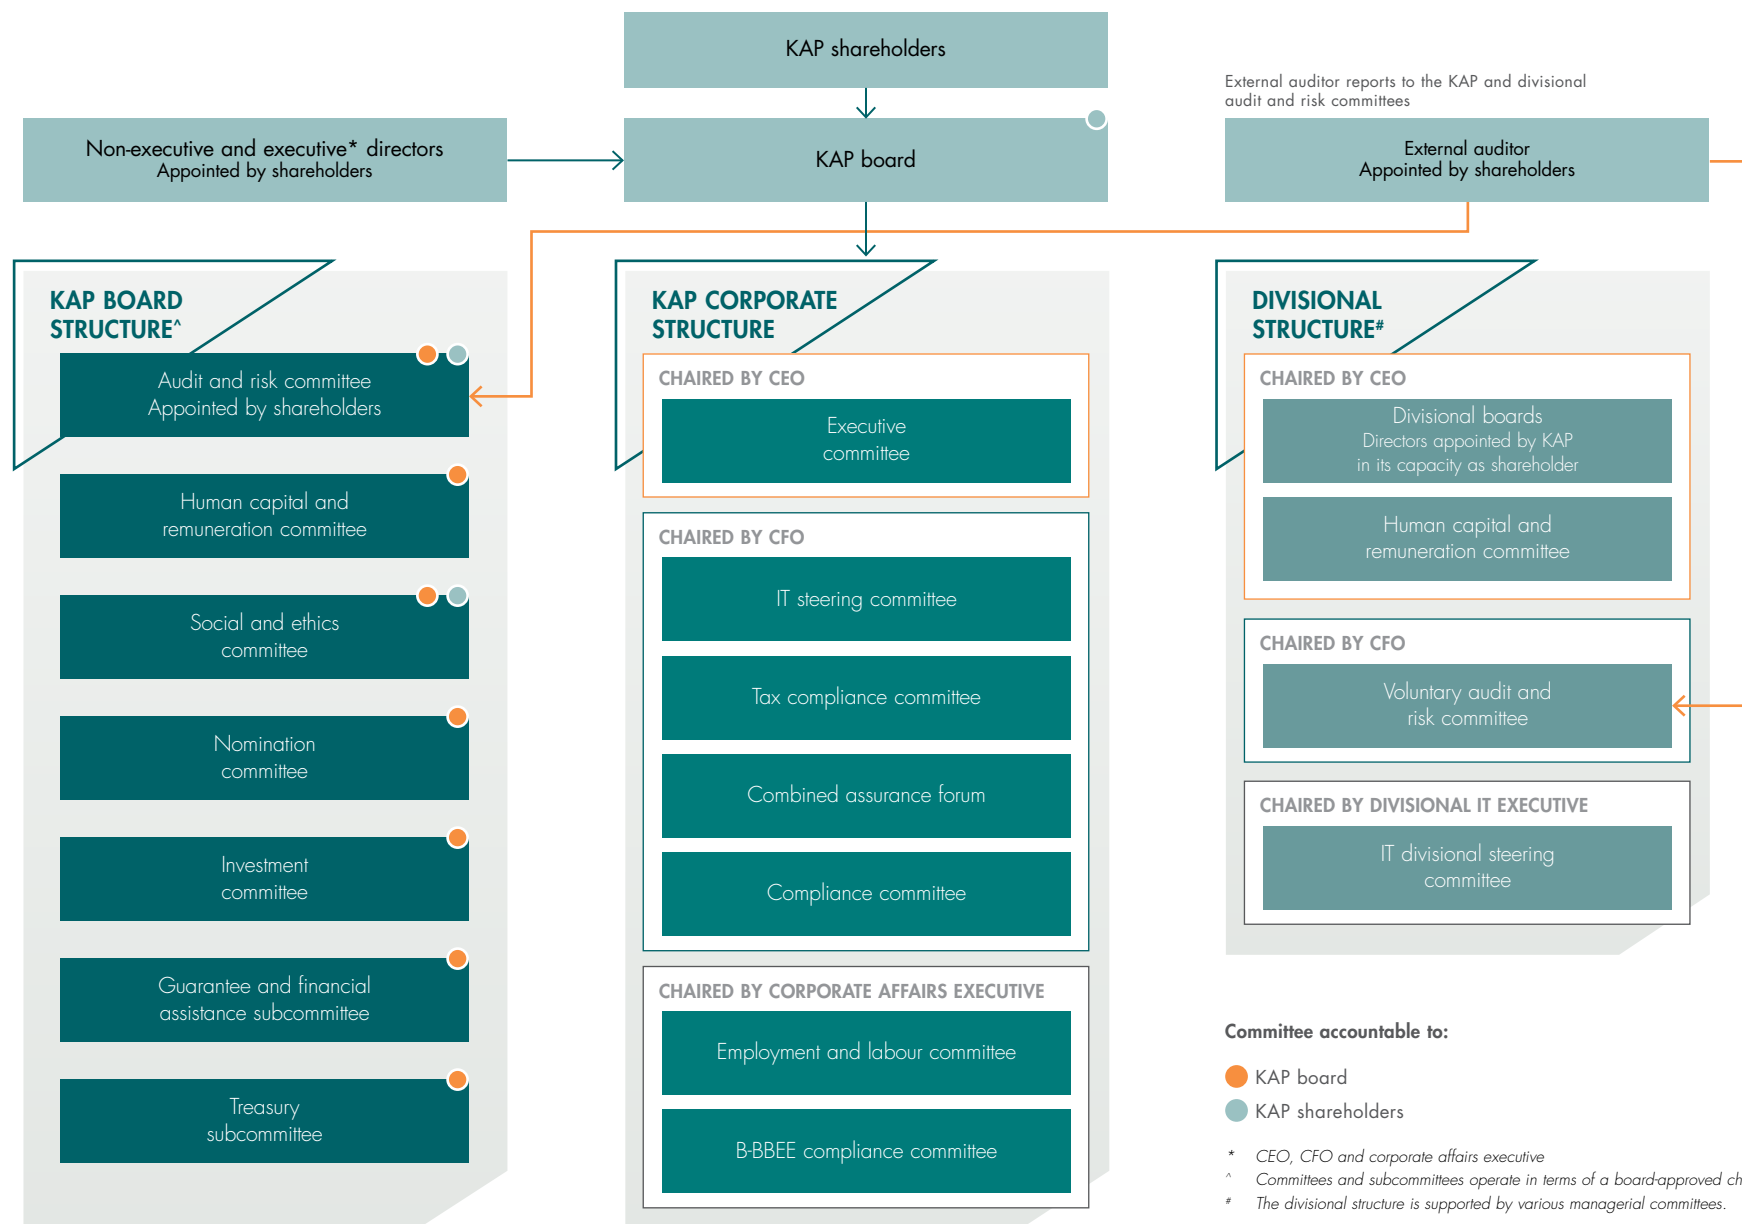 KAP shareholders
External auditor reports to the KAP and divisional
audit and risk committees
Non-executive and executive* directors
Appointed by shareholders
KAP board
External auditor
Appointed by shareholders
KAP BOARD
STRUCTURE^
Audit and risk committee
Appointed by shareholders
Human capital and
remuneration committee
Social and ethics
committee
Nomination
committee
Investment
committee
Guarantee and financial
assistance subcommittee
Treasury
subcommittee
KAP CORPORATE
STRUCTURE
CHAIRED BY CEO
Executive
committee
CHAIRED BY CFO
IT steering committee
Tax compliance committee
Combined assurance forum
Compliance committee
CHAIRED BY CORPORATE AFFAIRS EXECUTIVE
Employment and labour committee
B-BBEE compliance committee
DIVISIONAL
STRUCTURE#
CHAIRED BY CEO
Divisional boards
Directors appointed by KAP
in its capacity as shareholder
Human capital and
remuneration committee
CHAIRED BY CFO
Voluntary audit and
risk committee
CHAIRED BY DIVISIONAL IT EXECUTIVE
IT divisional steering
committee
Committee accountable to:
KAP board
KAP shareholders
* CEO, CFO and corporate affairs executive
^ Committees and subcommittees operate in terms of a board-approved
# The divisional structure is supported by various managerial committees.